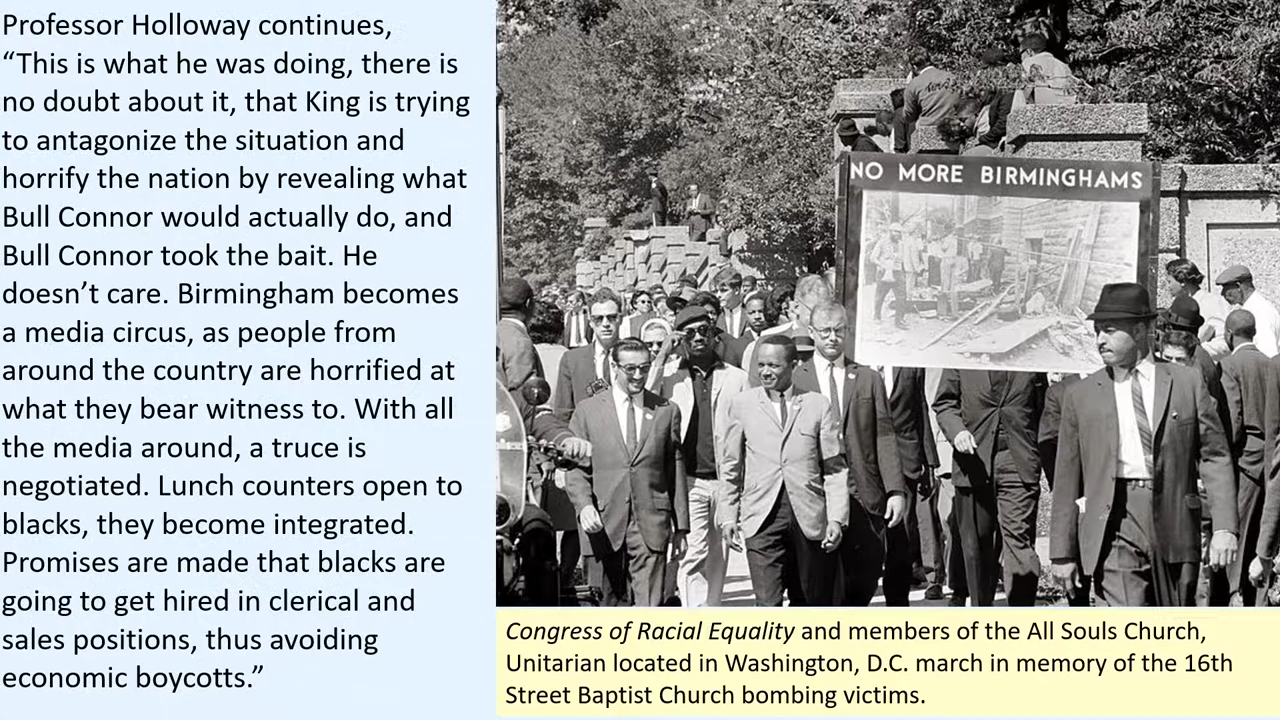 Professor Holloway continues,
“This is what he was doing, there is
no doubt about it, that King is trying
to antagonize the situation and
horrify the nation by revealing what
Bull Connor would actually do, and
Bull Connor took the bait. He
doesn’t care. Birmingham becomes
a media circus, as people from
around the country are horrified at
what they bear witness to. With all
the media around, a truce is
negotiated. Lunch counters open to
blacks, they become integrated.
Promises are made that blacks are
going to get hired in clerical and
sales positions, thus avoiding
economic boycotts.”
NO MORE BIRMINGHAMS
Congress of Racial Equality and members of the All Souls Church,
Unitarian located in Washington, D.C. march in memory of the 16th
Street Baptist Church bombing victims.